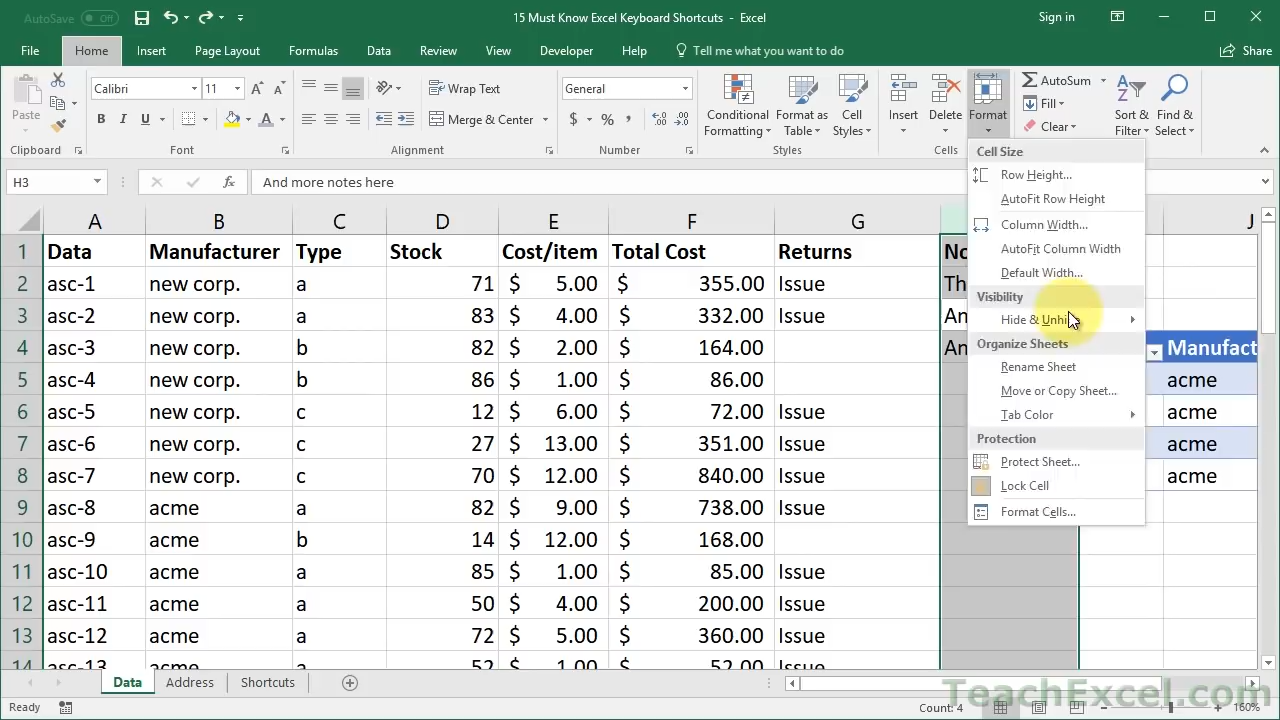 AutoSave Off
15 Must Know Excel Keyboard Shortcuts - Excel
Sign in
File Home Insert Page Layout Formulas Data Review View Developer Help Tell me what you want to do Share
Paste
Calibri 11
Wrap Text
General
Conditional Formatting
Format as Table
Cell Styles
Insert
Delete
Format
AutoSum
Fill
Clear
Sort & Filter
Find & Select
B I U
Merge & Center
$ % ,
Clipboard Font Alignment Number Styles Cells
H3 fx And more notes here
Cell Size
Row Height...
AutoFit Row Height
Column Width...
AutoFit Column Width
Default Width...
Visibility
Hide & Unhide
Organize Sheets
Rename Sheet
Move or Copy Sheet...
Tab Color
Protection
Protect Sheet...
Lock Cell
Format Cells...
A B C D E F G J
1 Data Manufacturer Type Stock Cost/item Total Cost Returns
2 asc-1 new corp. a 71 $ 5.00 $ 355.00 Issue
3 asc-2 new corp. a 83 $ 4.00 $ 332.00 Issue
4 asc-3 new corp. b 82 $ 2.00 $ 164.00 Manufact
5 asc-4 new corp. b 86 $ 1.00 $ 86.00 acme
6 asc-5 new corp. c 12 $ 6.00 $ 72.00 Issue acme
7 asc-6 new corp. c 27 $ 13.00 $ 351.00 Issue acme
8 asc-7 new corp. c 70 $ 12.00 $ 840.00 Issue acme
9 asc-8 acme a 82 $ 9.00 $ 738.00 Issue
10 asc-9 acme b 14 $ 12.00 $ 168.00
11 asc-10 acme a 85 $ 1.00 $ 85.00 Issue
12 asc-11 acme a 50 $ 4.00 $ 200.00 Issue
13 asc-12 acme a 72 $ 5.00 $ 360.00 Issue
14 asc-13 acme a 52 $ 1.00 $ 52.00 Issue
Data Address Shortcuts
TeachExcel.com
Ready Count: 4 160%